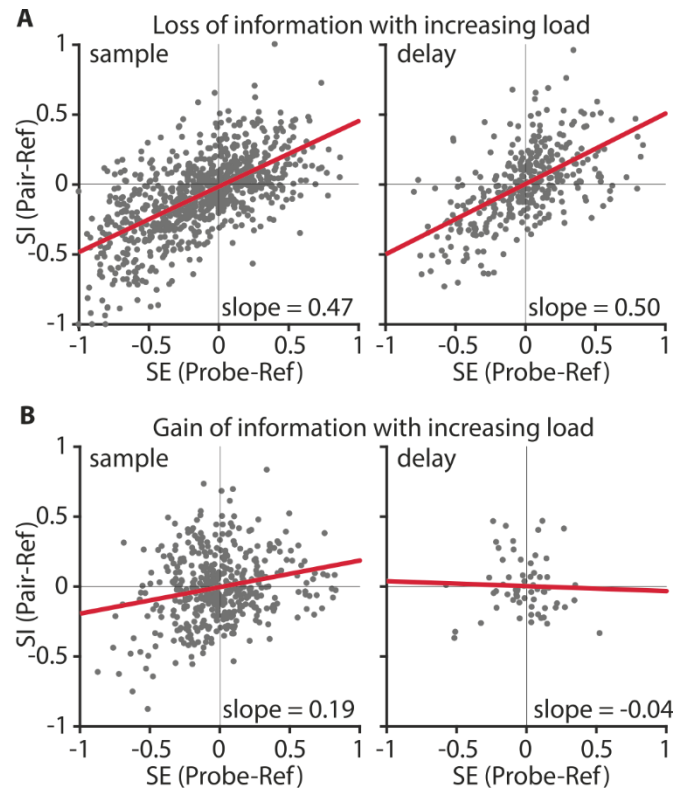 A
Loss of information with increasing load
sample
delay
1
0.5
0
-0.5
-1
SI (Pair-Ref)
slope = 0.47
slope = 0.50
-1 -0.5 0 0.5 1
-1 -0.5 0 0.5 1
SE (Probe-Ref)
SE (Probe-Ref)
B
Gain of information with increasing load
sample
delay
1
0.5
0
-0.5
-1
SI (Pair-Ref)
slope = 0.19
slope = -0.04
-1 -0.5 0 0.5 1
-1 -0.5 0 0.5 1
SE (Probe-Ref)
SE (Probe-Ref)